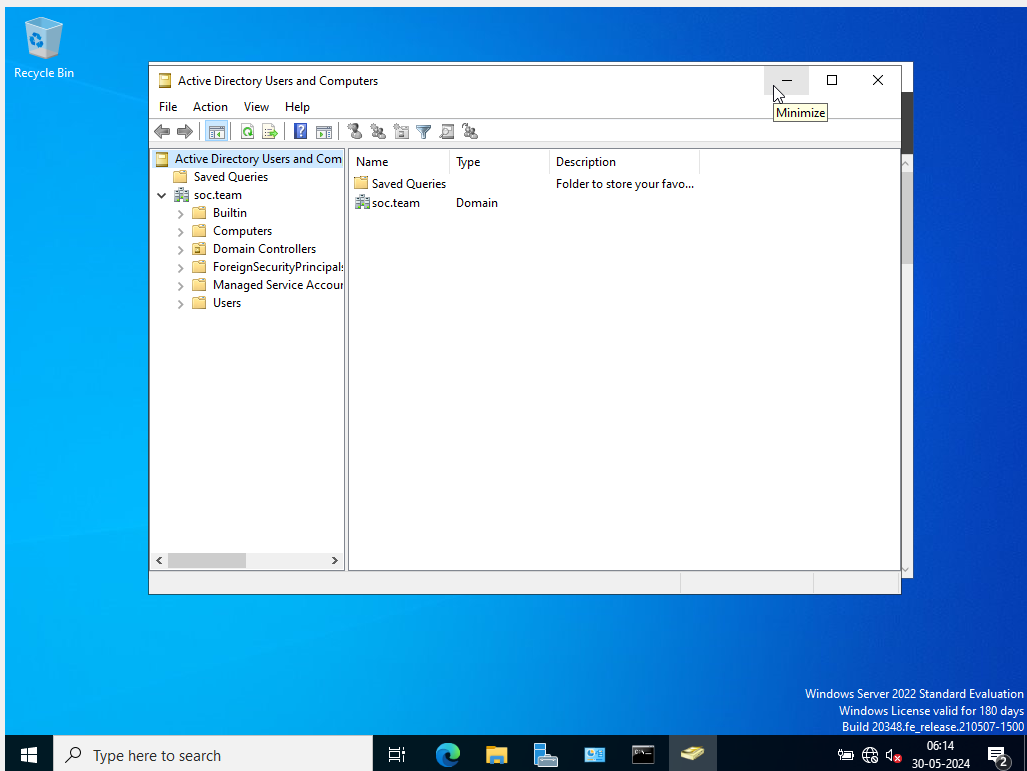 Recycle Bin
Active Directory Users and Computers
File Action View Help
Minimize
Active Directory Users and Com
Saved Queries
soc.team
Builtin
Computers
Domain Controllers
ForeignSecurityPrincipals
Managed Service Accour
Users
Name Type Description
Saved Queries Folder to store your favo...
soc.team Domain
Windows Server 2022 Standard Evaluation
Windows License valid for 180 days
Build 20348.fe_release.210507-1500
Type here to search
06:14
30-05-2024
2